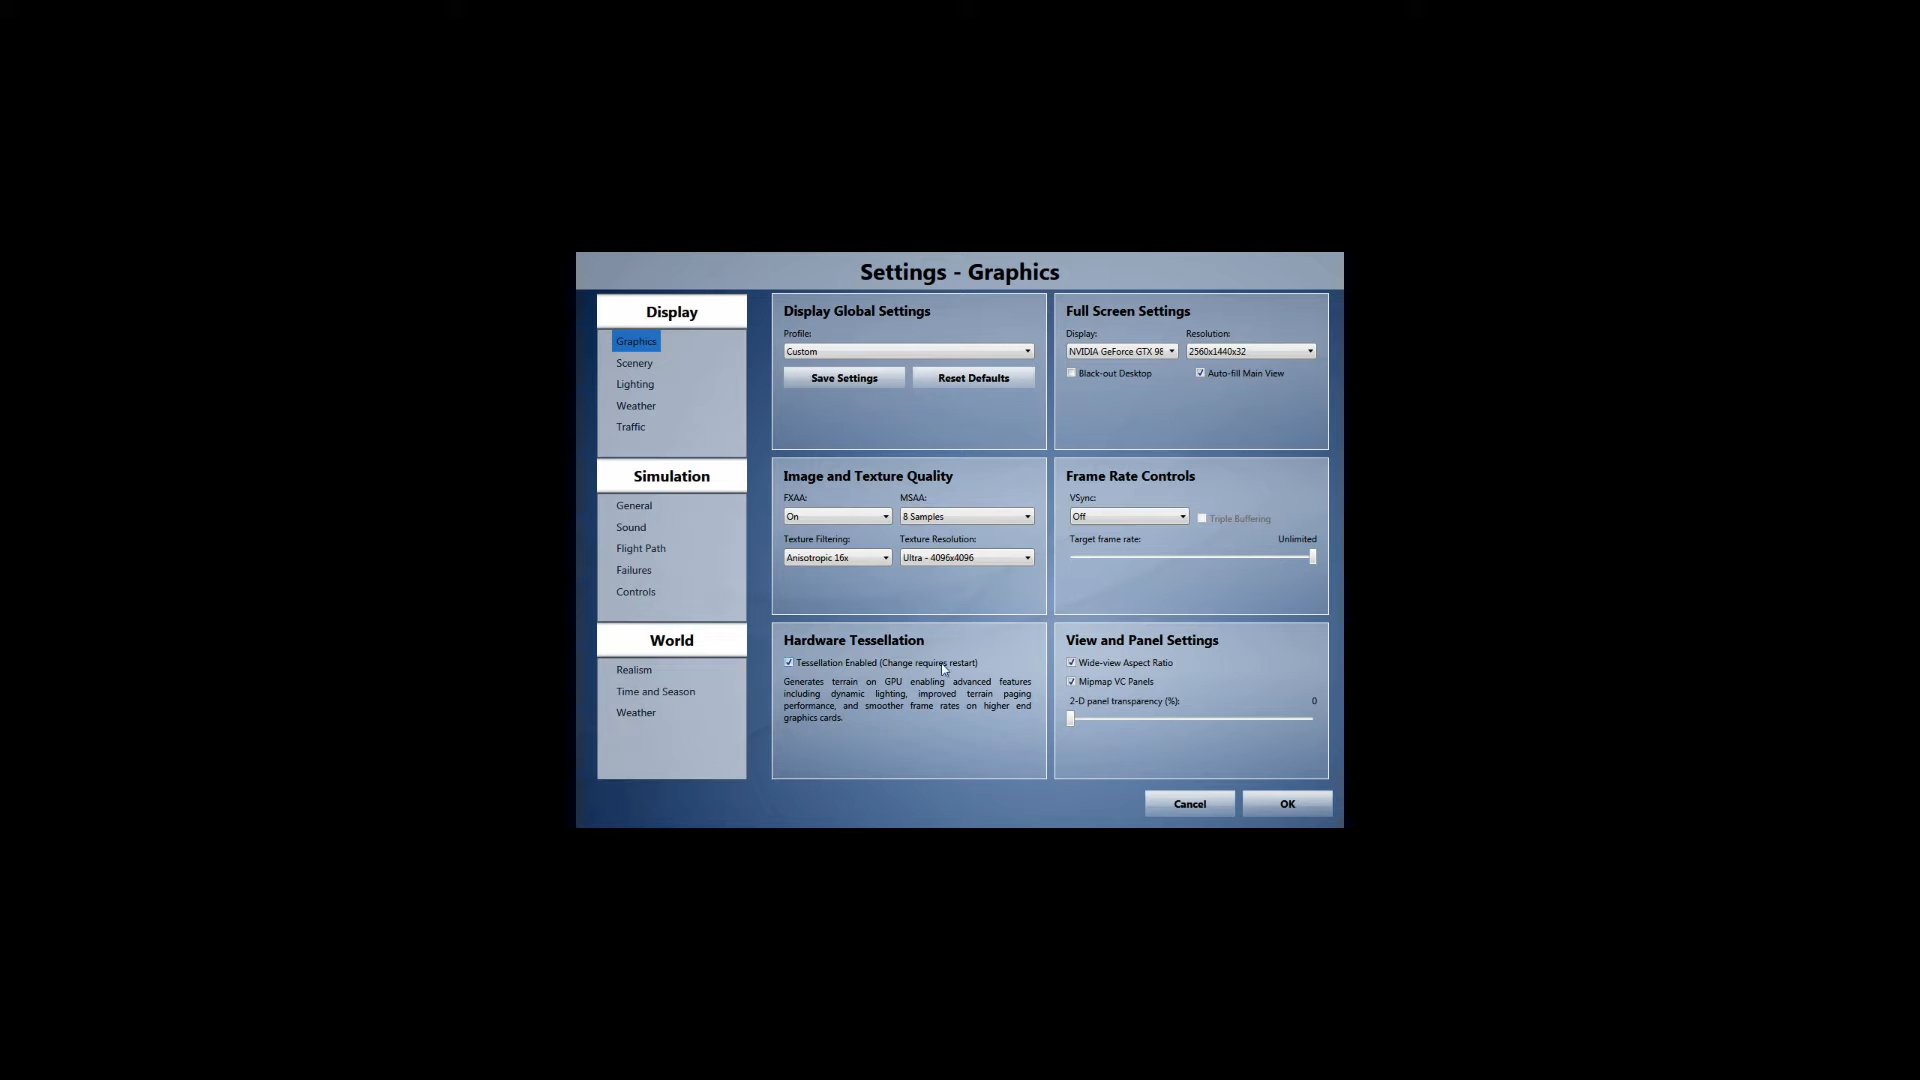 Settings - Graphics
Display
Graphics
Scenery
Lighting
Weather
Traffic
Simulation
General
Sound
Flight Path
Failures
Controls
World
Realism
Time and Season
Weather
Display Global Settings
Profile:
Custom
Save Settings
Reset Defaults
Full Screen Settings
Display:
Resolution:
NVIDIA GeForce GTX 98
2560x1440x32
Black-out Desktop
Auto-fill Main View
Image and Texture Quality
FXAA:
MSAA:
On
8 Samples
Texture Filtering:
Texture Resolution:
Anisotropic 16x
Ultra - 4096x4096
Frame Rate Controls
VSync:
Off
Triple Buffering
Target frame rate:
Unlimited
Hardware Tessellation
Tessellation Enabled (Change requires restart)
Generates terrain on GPU enabling advanced features
including dynamic lighting, improved terrain paging
performance, and smoother frame rates on higher end
graphics cards.
View and Panel Settings
Wide-view Aspect Ratio
Mipmap VC Panels
2-D panel transparency (%):
0
Cancel
OK